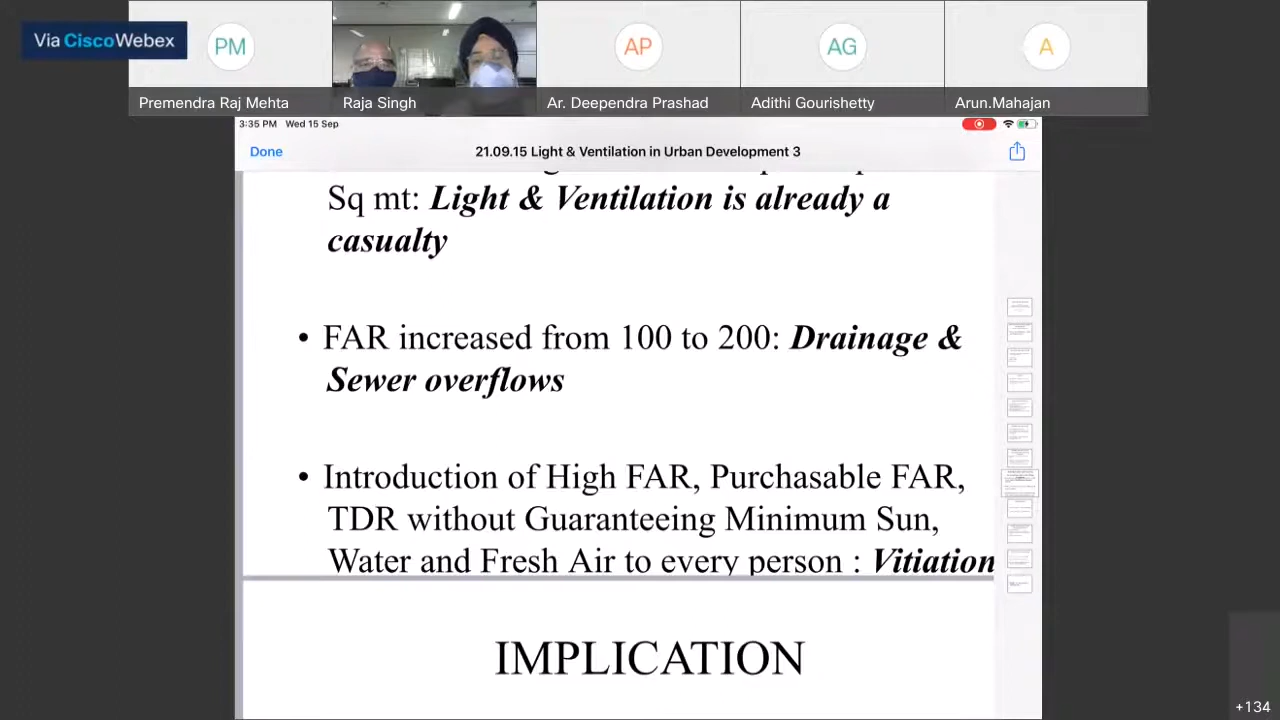 Via CiscoWebex
PM
AP
AG
A
Premendra Raj Mehta
Raja Singh
Ar. Deependra Prashad
Adithi Gourishetty
Arun.Mahajan
3:35 PM Wed 15 Sep
Done
21.09.15 Light & Ventilation in Urban Development 3
Sq mt: Light & Ventilation is already a
casualty
• FAR increased from 100 to 200: Drainage &
Sewer overflows
• Introduction of High FAR, Purchasable FAR,
TDR without Guaranteeing Minimum Sun,
Water and Fresh Air to every person : Vitiation
IMPLICATION
+134